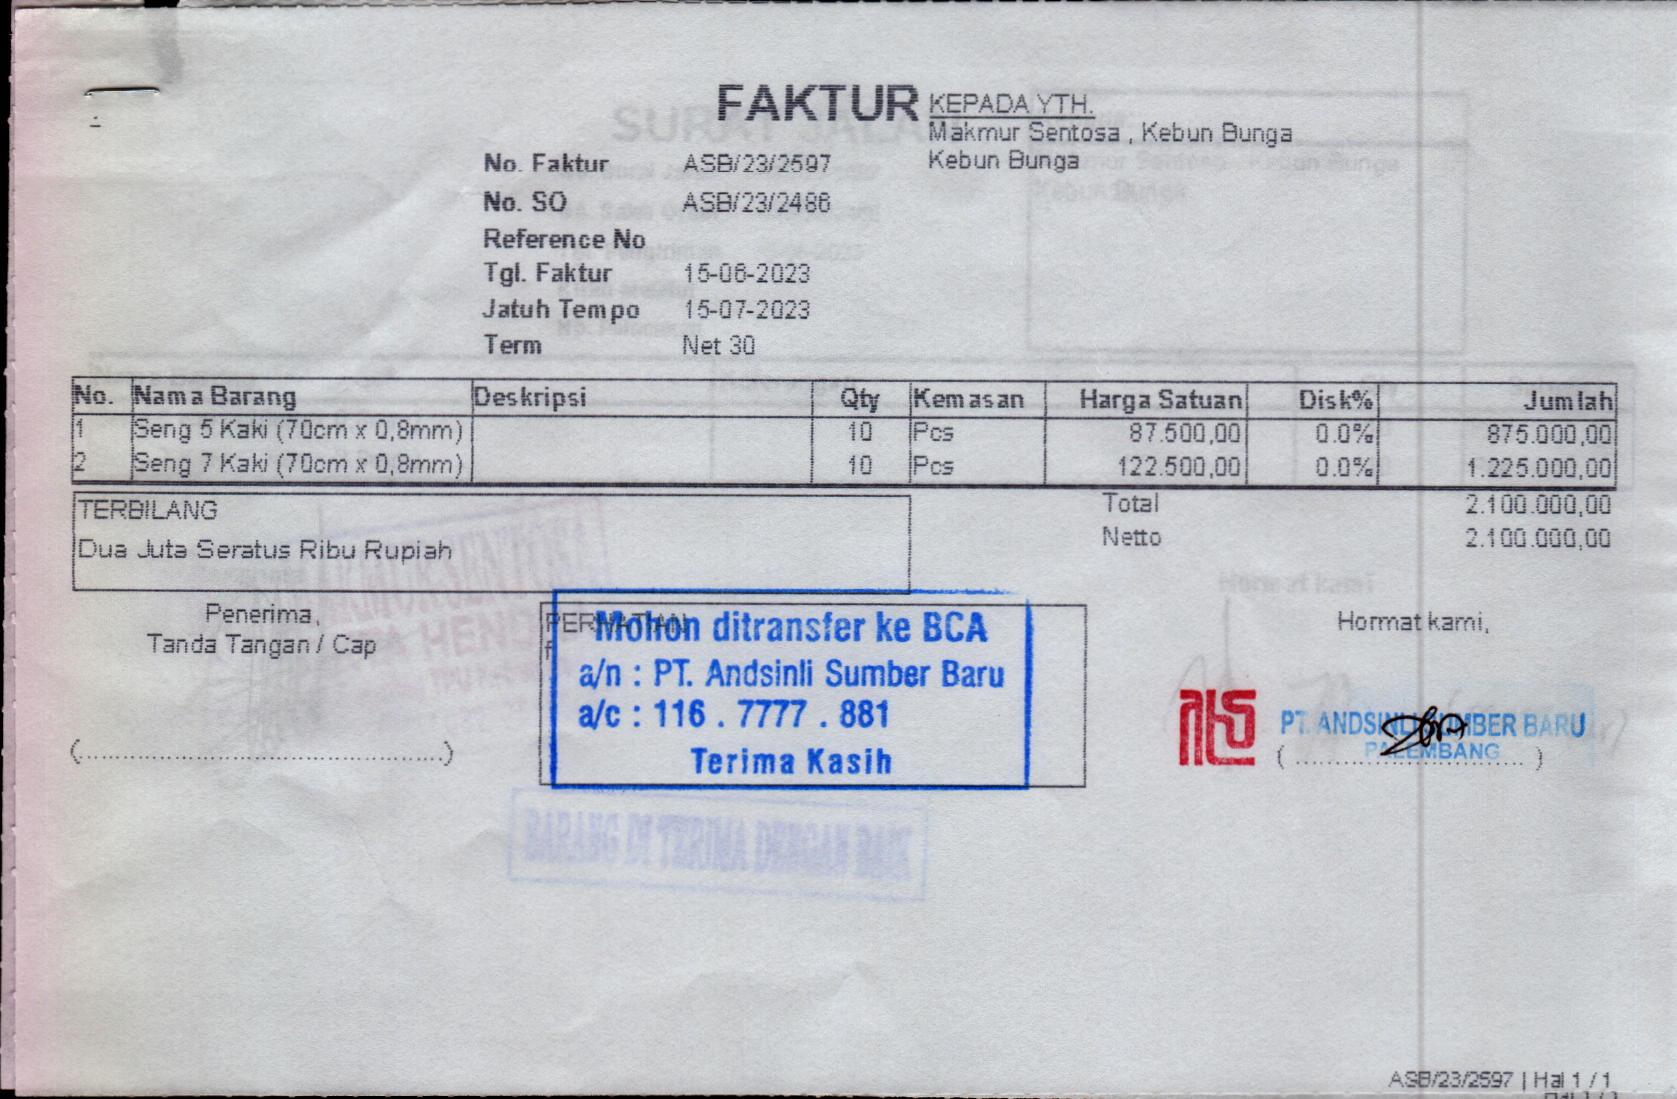 FAKTUR
KEPADA YTH.
Makmur Sentosa , Kebun Bunga
Kebun Bunga
No. Faktur ASB/23/2597
No. SO ASB/23/2486
Reference No
Tgl. Faktur 15-06-2023
Jatuh Tempo 15-07-2023
Term Net 30
No. Nama Barang Deskripsi Qty Kemasan Harga Satuan Disk% Jumlah
1 Seng 5 Kaki (70cm x 0,8mm) 10 Pcs 87.500,00 0.0% 875.000,00
2 Seng 7 Kaki (70cm x 0,8mm) 10 Pcs 122.500,00 0.0% 1.225.000,00
TERBILANG
Dua Juta Seratus Ribu Rupiah
Total 2.100.000,00
Netto 2.100.000,00
Penerima,
Tanda Tangan / Cap
(..........................................)
PERHATIAN
Mohon ditransfer ke BCA
a/n : PT. Andsinli Sumber Baru
a/c : 116 . 7777 . 881
Terima Kasih
Hormat kami,
PT. ANDSINLI SUMBER BARU
PALEMBANG
( .......................... )
BARANG DI TERIMA DENGAN BAIK
ASB/23/2597 | Hal 1 / 1